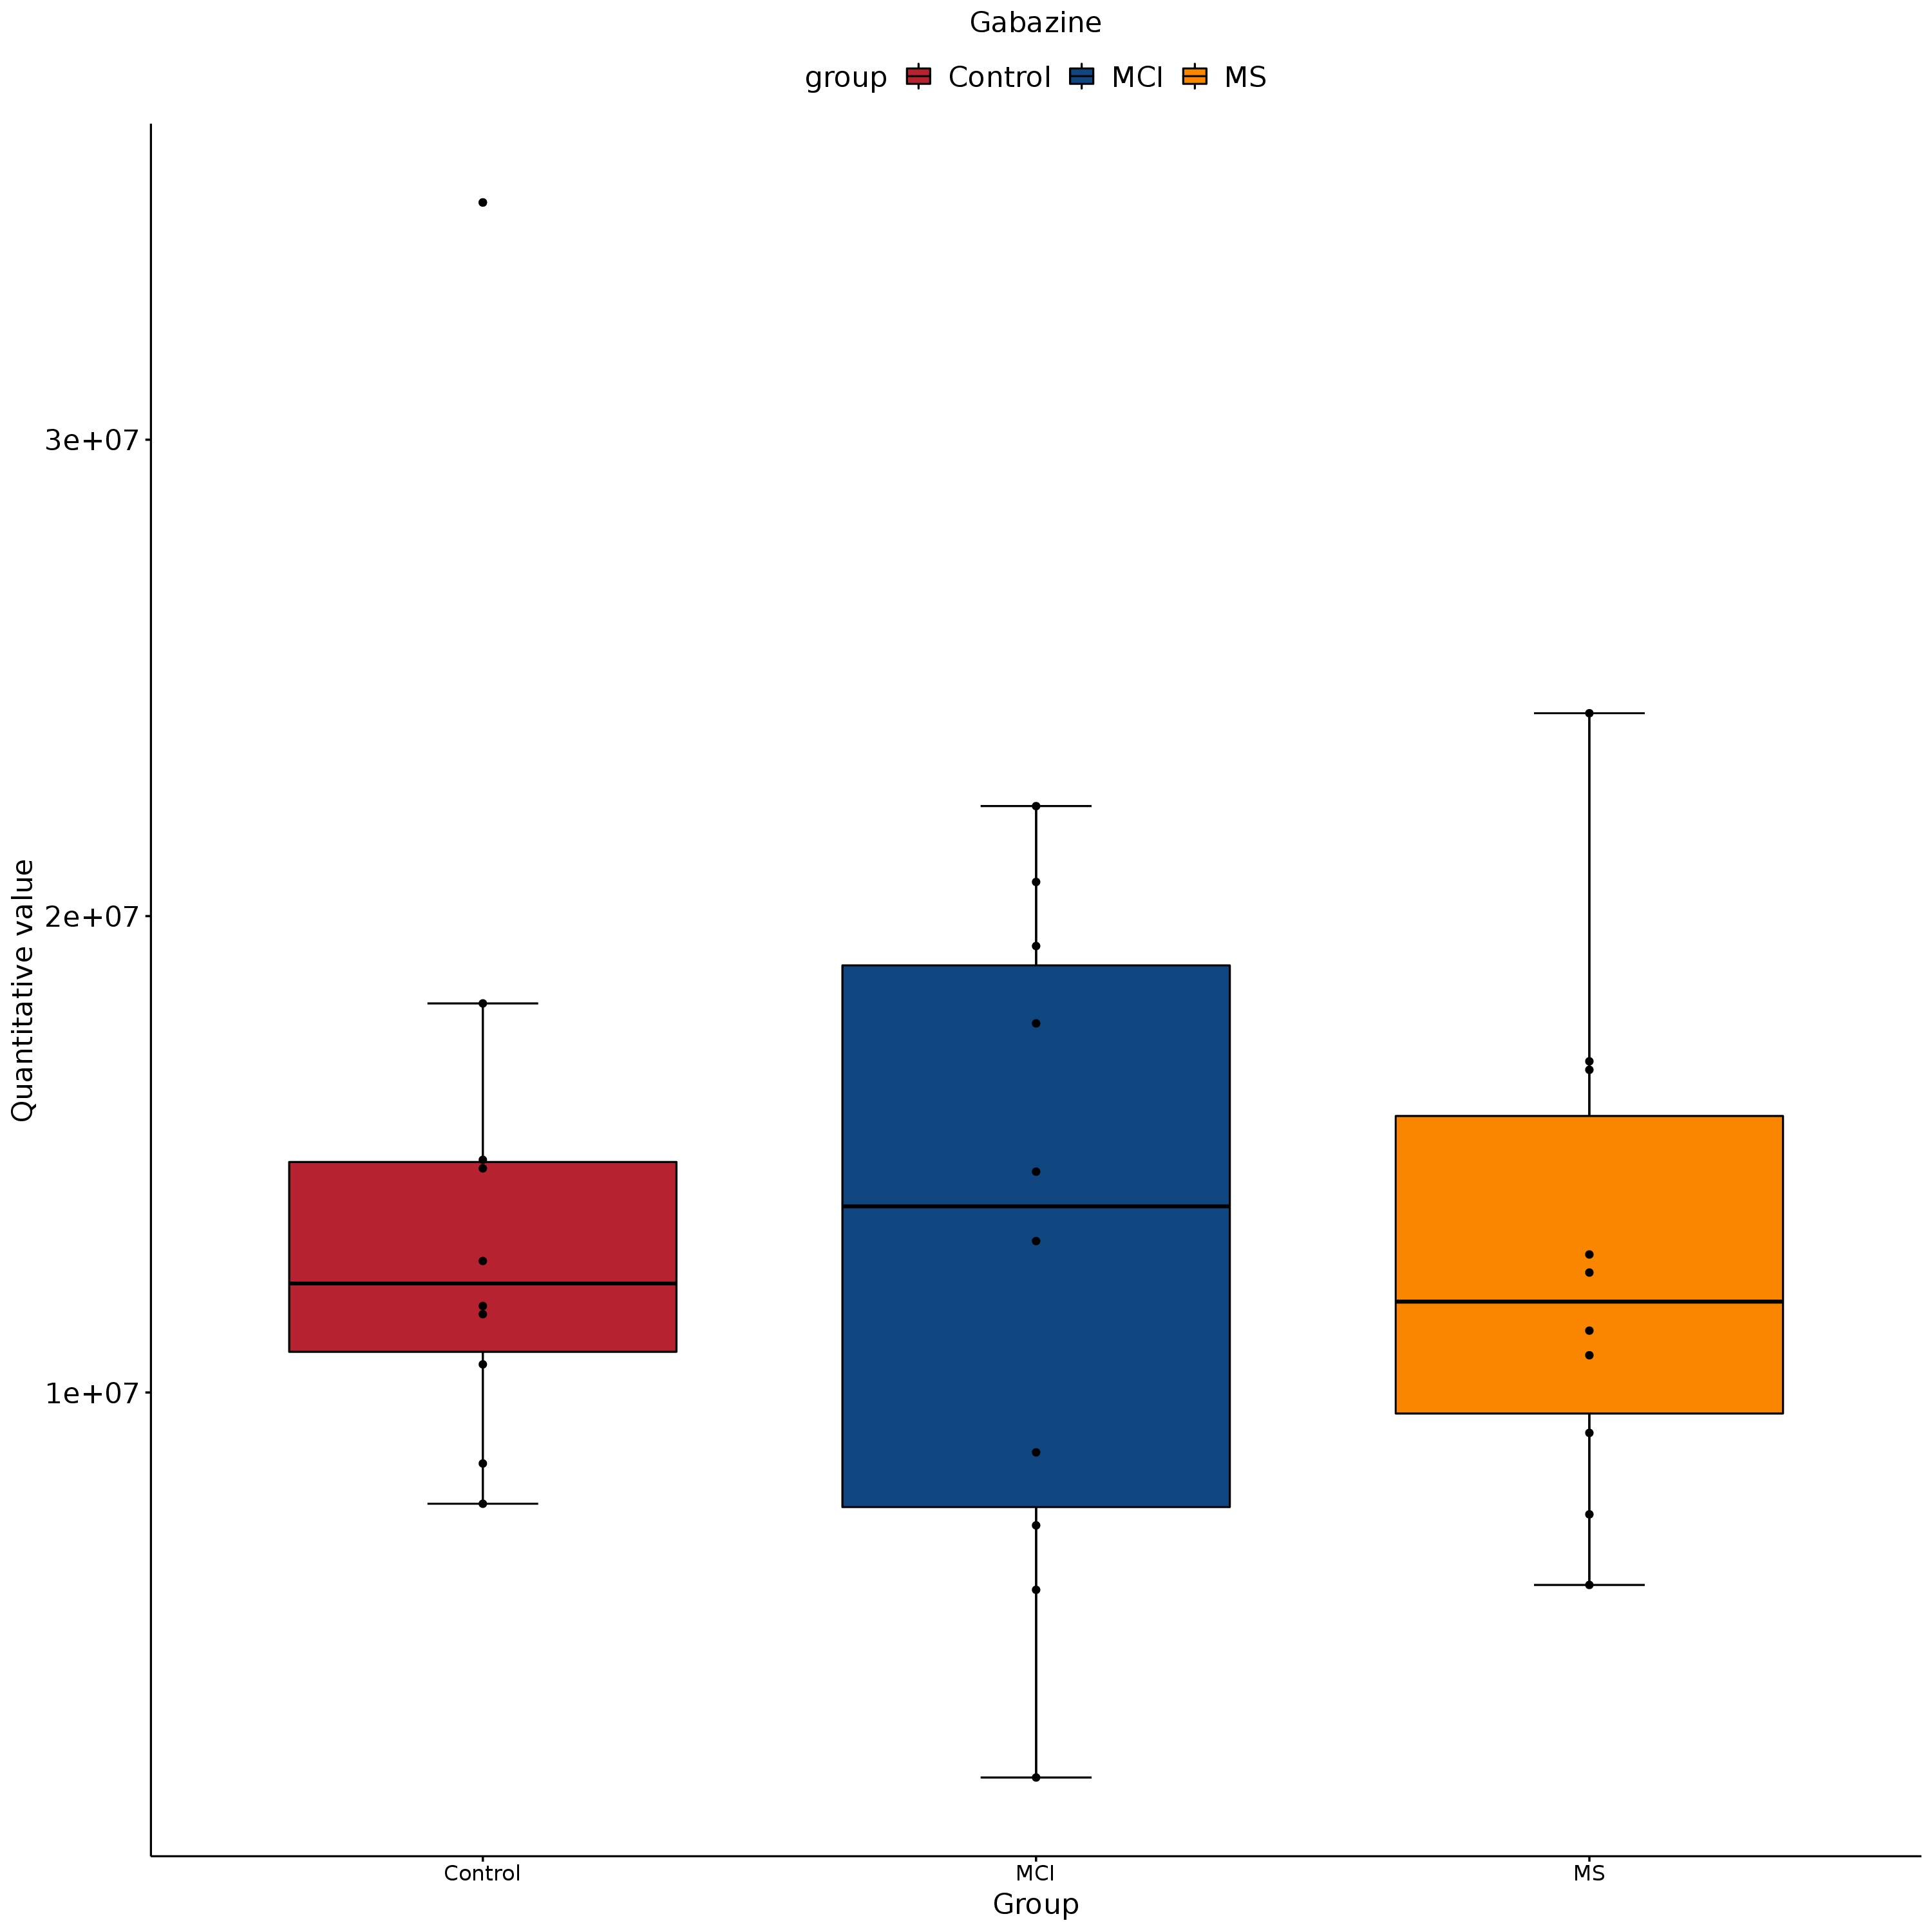 Gabazine
group Control MCI MS
Quantitative value
3e+07
2e+07
1e+07
Control MCI MS
Group